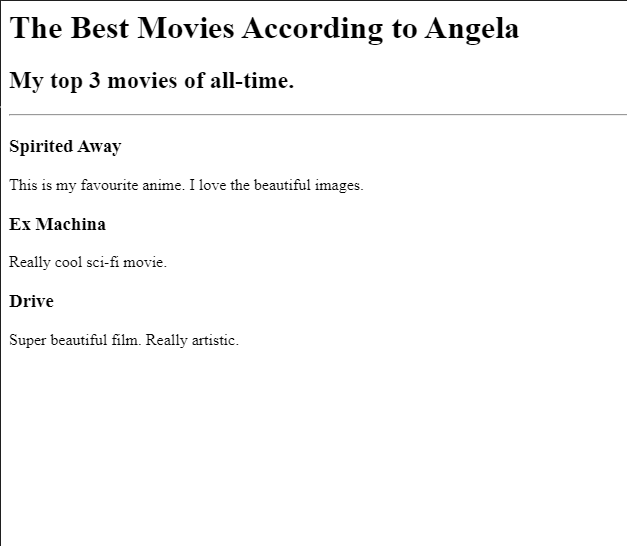 The Best Movies According to Angela
My top 3 movies of all-time.
Spirited Away
This is my favourite anime. I love the beautiful images.
Ex Machina
Really cool sci-fi movie.
Drive
Super beautiful film. Really artistic.